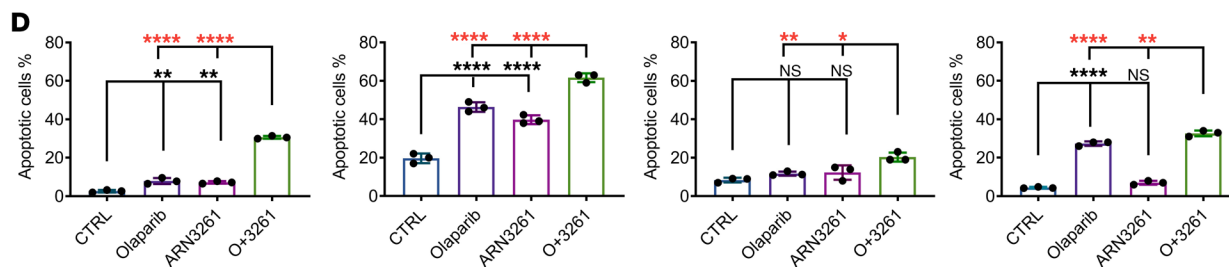 D
Apoptotic cells %
80
60
40
20
0
**** ****
** **
CTRL
Olaparib
ARN3261
O+3261
Apoptotic cells %
80
60
40
20
0
**** ****
**** ****
CTRL
Olaparib
ARN3261
O+3261
Apoptotic cells %
80
60
40
20
0
** *
NS NS
CTRL
Olaparib
ARN3261
O+3261
Apoptotic cells %
80
60
40
20
0
**** **
**** NS
CTRL
Olaparib
ARN3261
O+3261